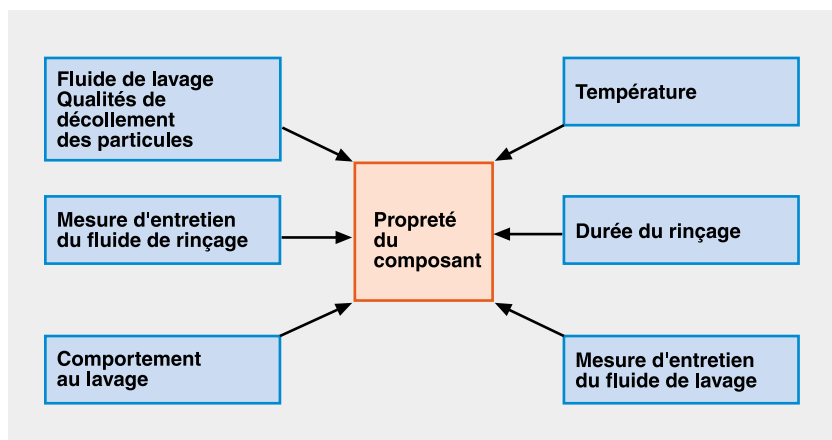 Fluide de lavage
Qualités de
décollement
des particules
Température
Mesure d'entretien
du fluide de rinçage
Propreté
du
composant
Durée du rinçage
Comportement
au lavage
Mesure d'entretien
du fluide de lavage